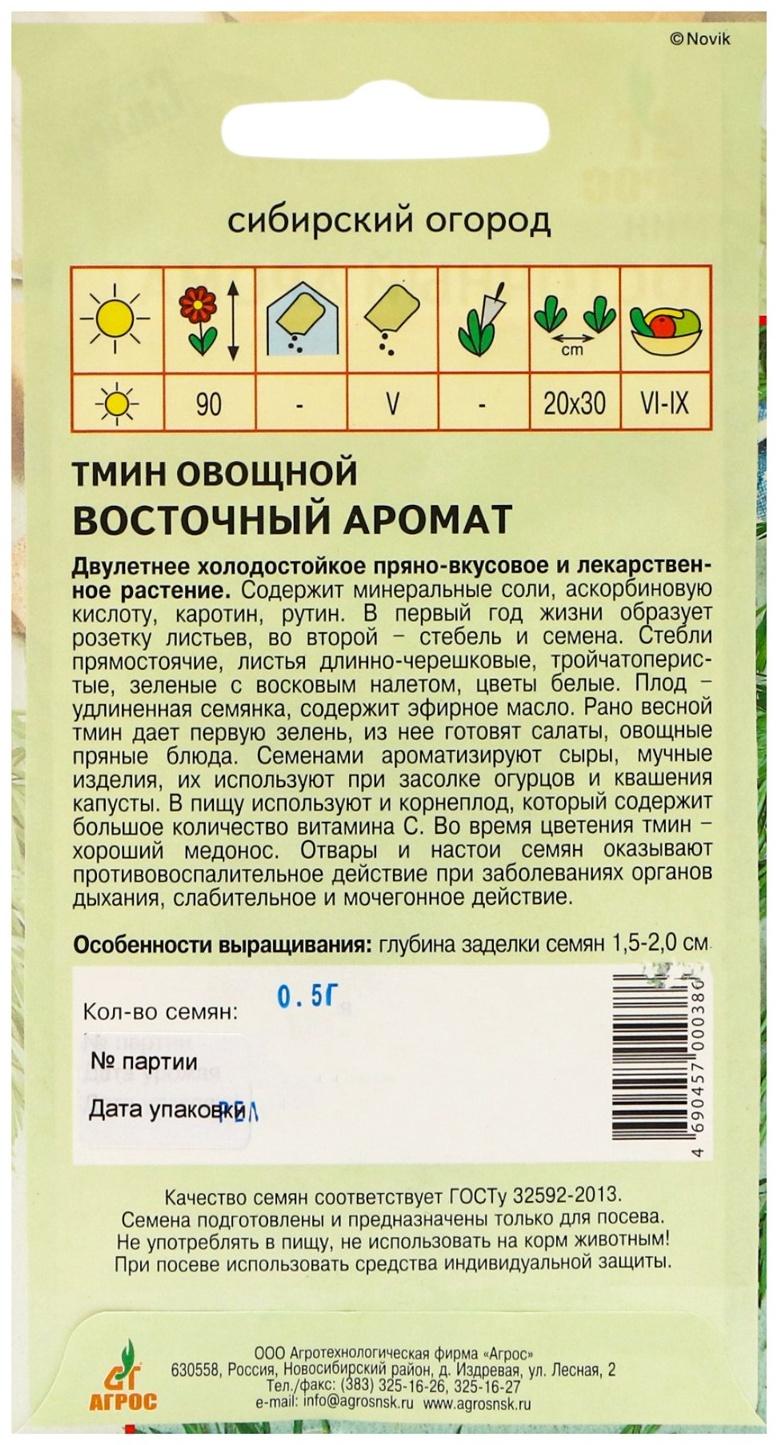 ©Novik
сибирский огород
cm
90 - V - 20х30 VI-IX
ТМИН ОВОЩНОЙ
ВОСТОЧНЫЙ АРОМАТ
Двулетнее холодостойкое пряно-вкусовое и лекарствен-
ное растение. Содержит минеральные соли, аскорбиновую
кислоту, каротин, рутин. В первый год жизни образует
розетку листьев, во второй – стебель и семена. Стебли
прямостоячие, листья длинно-черешковые, тройчатоперис-
тые, зеленые с восковым налетом, цветы белые. Плод –
удлиненная семянка, содержит эфирное масло. Рано весной
тмин дает первую зелень, из нее готовят салаты, овощные
пряные блюда. Семенами ароматизируют сыры, мучные
изделия, их используют при засолке огурцов и квашения
капусты. В пищу используют и корнеплод, который содержит
большое количество витамина С. Во время цветения тмин –
хороший медонос. Отвары и настои семян оказывают
противовоспалительное действие при заболеваниях органов
дыхания, слабительное и мочегонное действие.
Особенности выращивания: глубина заделки семян 1,5-2,0 см
Кол-во семян: 0.5Г
№ партии
Дата упаковки
4 690457 000380
Качество семян соответствует ГОСТу 32592-2013.
Семена подготовлены и предназначены только для посева.
Не употреблять в пищу, не использовать на корм животным!
При посеве использовать средства индивидуальной защиты.
АГРОС
ООО Агротехнологическая фирма «Агрос»
630558, Россия, Новосибирский район, д. Издревая, ул. Лесная, 2
Тел./факс: (383) 325-16-26, 325-16-27
e-mail: info@agrosnsk.ru www.agrosnsk.ru